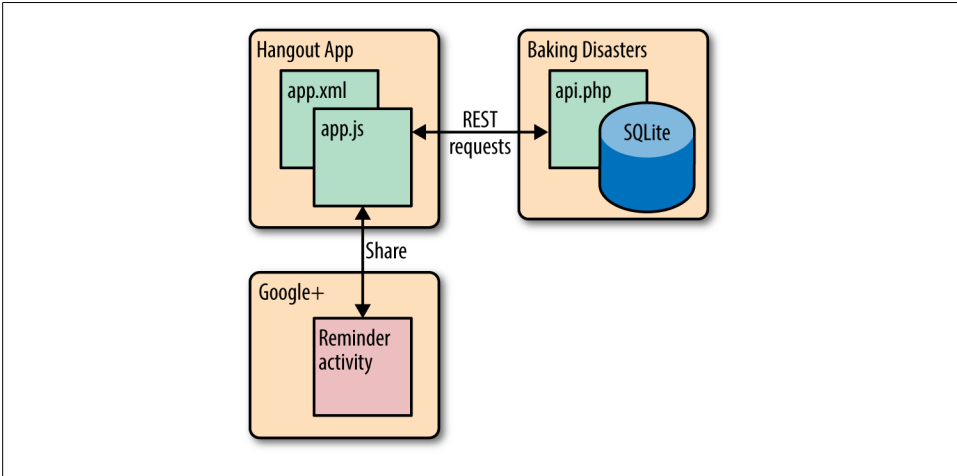 Hangout App
app.xml
app.js
REST
requests
Baking Disasters
api.php
SQLite
Share
Google+
Reminder
activity